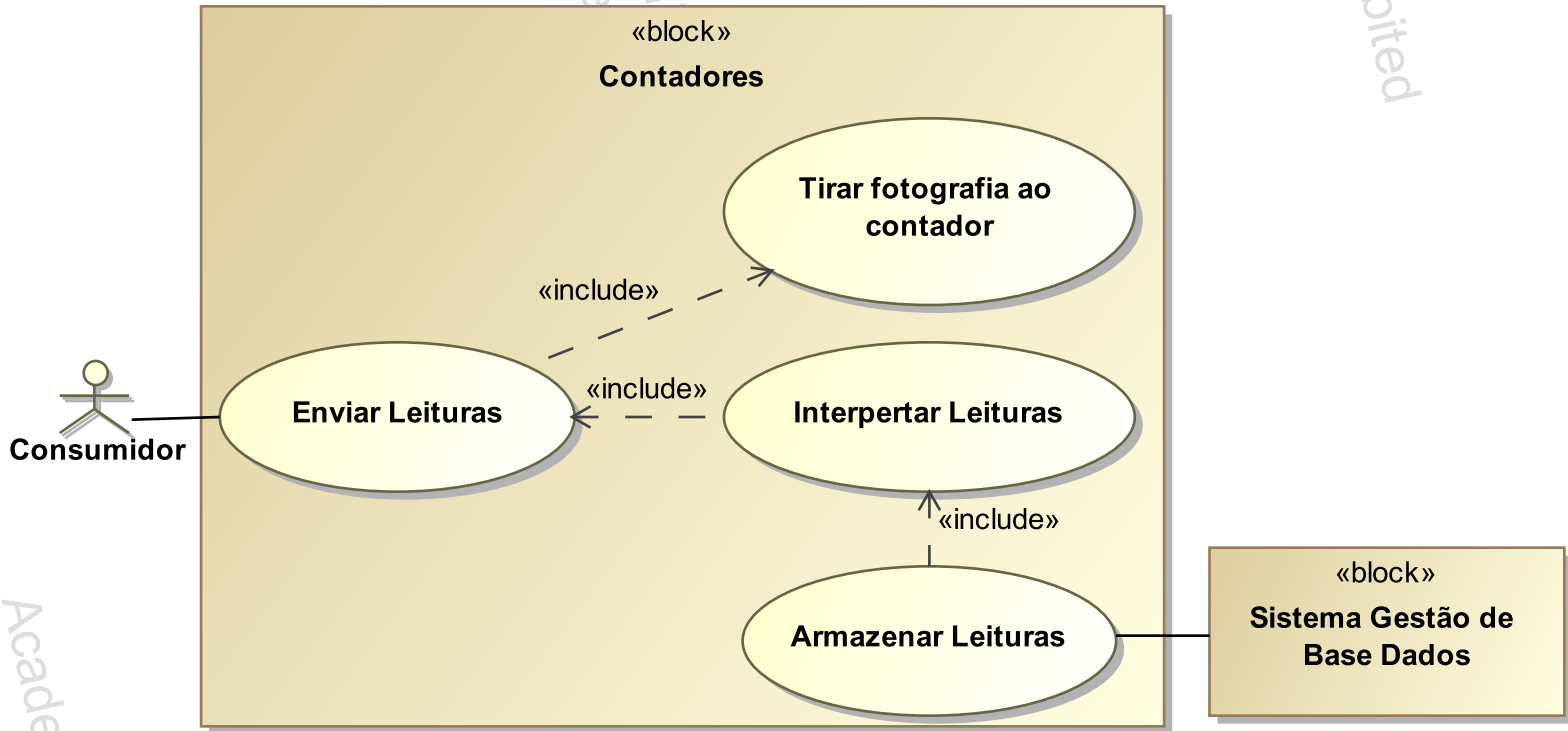 «block»
Contadores
Tirar fotografia ao
contador
«include»
«include»
Enviar Leituras
Interpertar Leituras
Consumidor
«include»
Armazenar Leituras
«block»
Sistema Gestão de
Base Dados